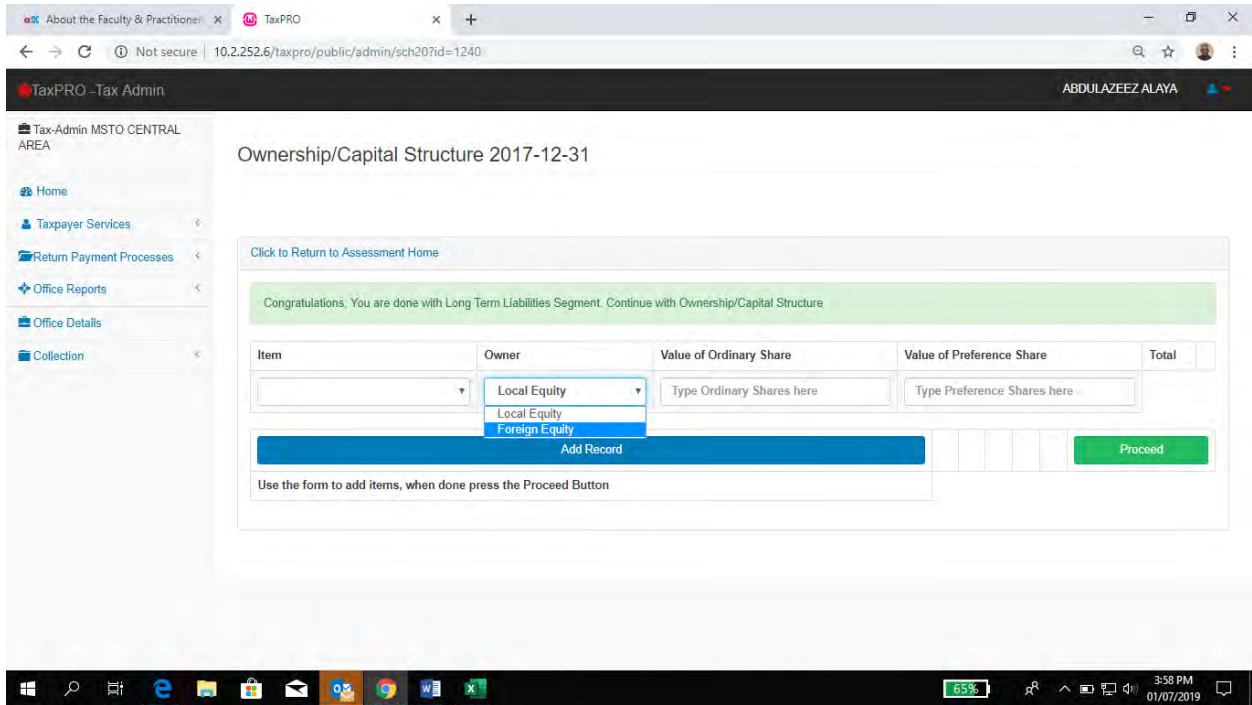 About the Faculty & Practitioner
TaxPRO
Not secure | 10.2.252.6/taxpro/public/admin/sch20?id=1240
TaxPRO -Tax Admin
ABDULAZEEZ ALAYA
Tax-Admin MSTO CENTRAL
AREA
Ownership/Capital Structure 2017-12-31
Home
Taxpayer Services
Return Payment Processes
Office Reports
Office Details
Collection
Click to Return to Assessment Home
Congratulations, You are done with Long Term Liabilities Segment. Continue with Ownership/Capital Structure
Item Owner Value of Ordinary Share Value of Preference Share Total
Local Equity Type Ordinary Shares here Type Preference Shares here
Local Equity
Foreign Equity
Add Record Proceed
Use the form to add items, when done press the Proceed Button
65%
3:58 PM
01/07/2019